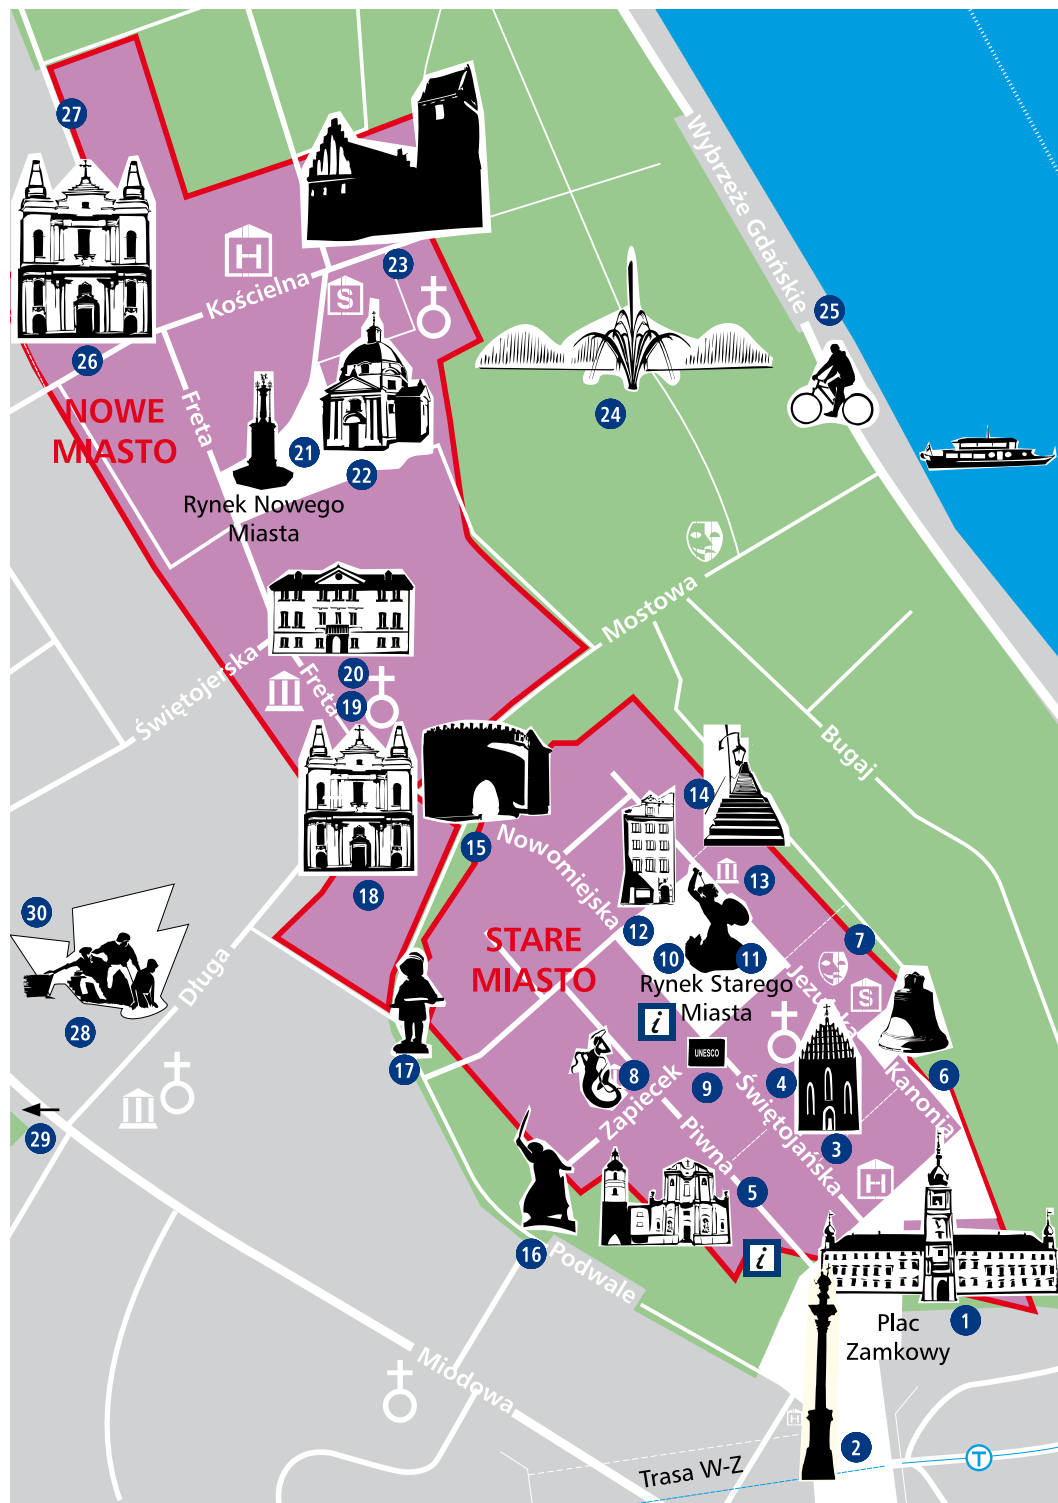 27
Wybrzeże Gdańskie
H
23
Kościelna
S
25
26
NOWE
MIASTO
Freta
24
21
22
Rynek Nowego
Miasta
Mostowa
20
Świętojerska
Freta
19
Bugaj
14
15
Nowomiejska
13
18
30
12
7
STARE
MIASTO
10
11
Długa
Jezuicka
Rynek Starego
Miasta
S
i
28
UNESCO
17
8
9
4
6
Zapiecek
Świętojańska
Kanonia
29
Piwna
3
H
5
16
i
Podwale
1
Plac
Zamkowy
Miodowa
H
2
Trasa W-Z
T